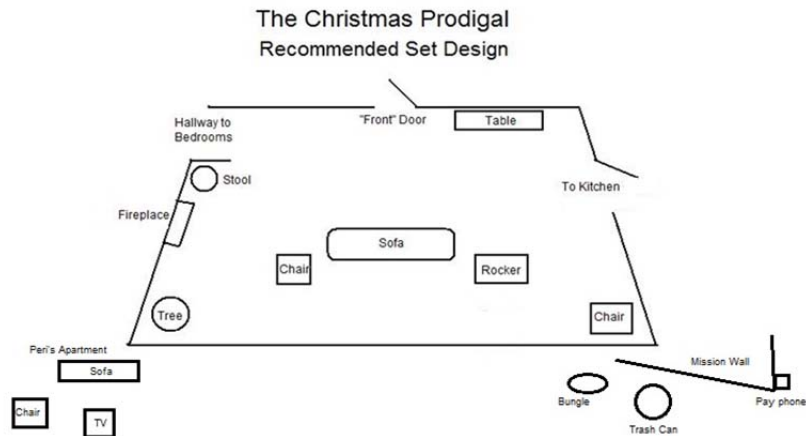 The Christmas Prodigal
Recommended Set Design
Hallway to
Bedrooms
"Front" Door
Table
Stool
To Kitchen
Fireplace
Sofa
Chair
Rocker
Tree
Chair
Peri's Apartment
Sofa
Mission Wall
Chair
TV
Bungle
Trash Can
Pay phone